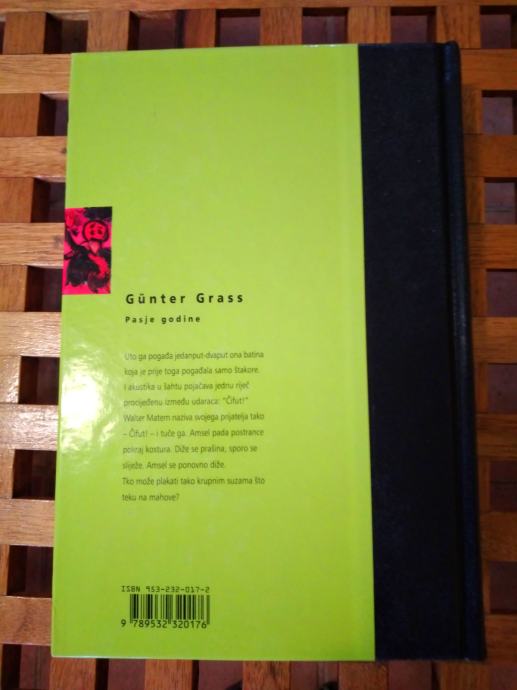 Günter Grass
Pasje godine
Uto ga pogađa jedanput-dvaput ona batina
koja je prije toga pogađala samo štakore.
I akustika u šahtu pojačava jednu riječ
procijeđenu između udaraca: "Čifut!"
Walter Matern naziva svojega prijatelja tako
– Čifut! – i tuče ga. Amsel pada postrance
pokraj kostura. Diže se prašina, sporo se
sliježe. Amsel se ponovno diže.
Tko može plakati tako krupnim suzama što
teku na mahove?
ISBN 953-232-017-2
9 789532 320176